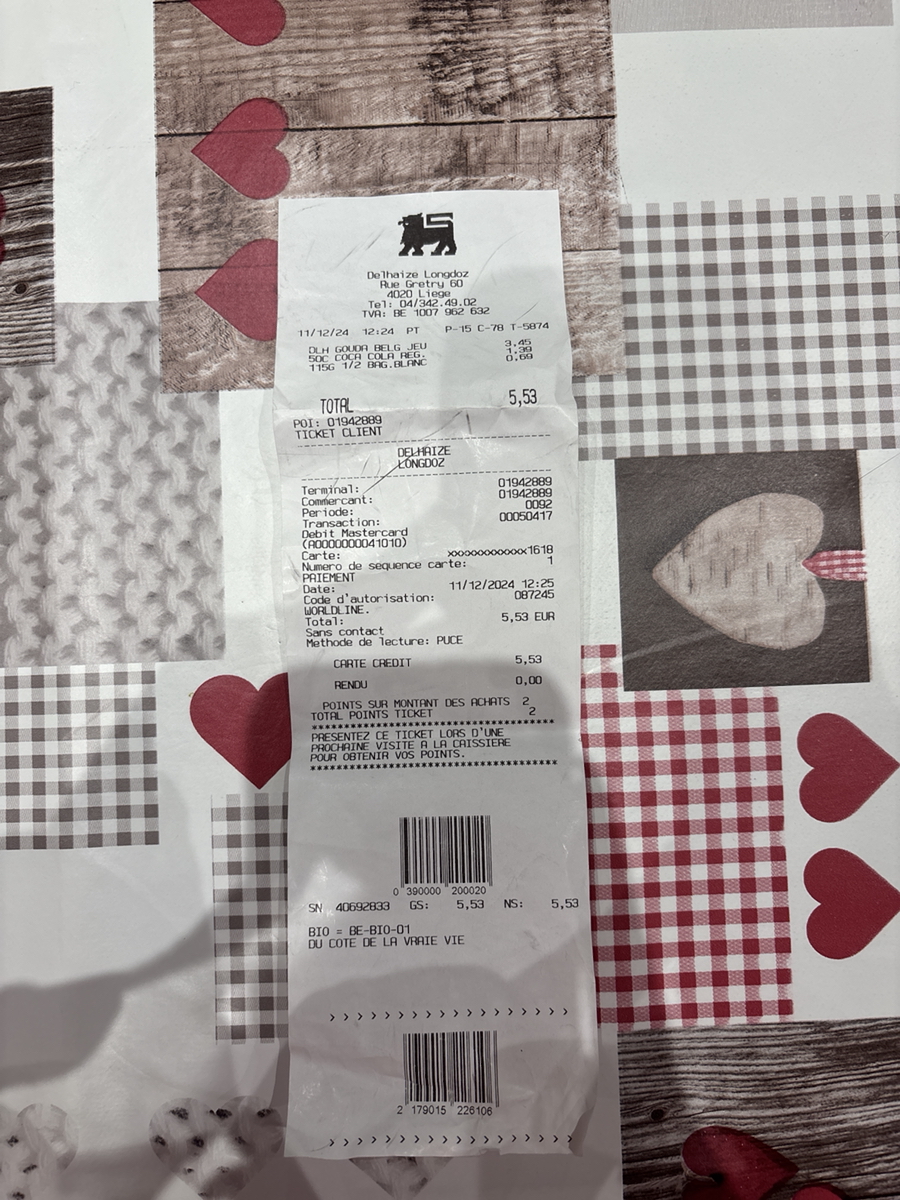 Delhaize Longdoz
Rue Gretry 60
4020 Liege
Tel: 04/342.49.02
TVA: BE 1007 962 632
11/12/24 12:24 PT P-15 C-78 T-5874
DLH GOUDA BELG JEU 3,45
50C COCA COLA REG. 1,39
115G 1/2 BAG.BLANC 0,69
TOTAL 5,53
POI: 01942889
TICKET CLIENT
DELHAIZE
LONGDOZ
Terminal: 01942889
Commercant: 01942889
Periode: 0092
Transaction: 00050417
Debit Mastercard
(A0000000041010)
Carte: xxxxxxxxxxxx1618
Numero de sequence carte: 1
PAIEMENT
Date: 11/12/2024 12:25
Code d'autorisation: 087245
WORLDLINE.
Total: 5,53 EUR
Sans contact
Methode de lecture: PUCE
CARTE CREDIT 5,53
RENDU 0,00
POINTS SUR MONTANT DES ACHATS 2
TOTAL POINTS TICKET 2
****************************************
PRESENTEZ CE TICKET LORS D'UNE
PROCHAINE VISITE A LA CAISSIERE
POUR OBTENIR VOS POINTS.
****************************************
0 390000 200020
SN 40692833 GS: 5,53 NS: 5,53
BIO = BE-BIO-01
DU COTE DE LA VRAIE VIE
> > > > > > > > > > > > > > > > >
2 179015 226106
> > > > > > > > > > > > > > > > >